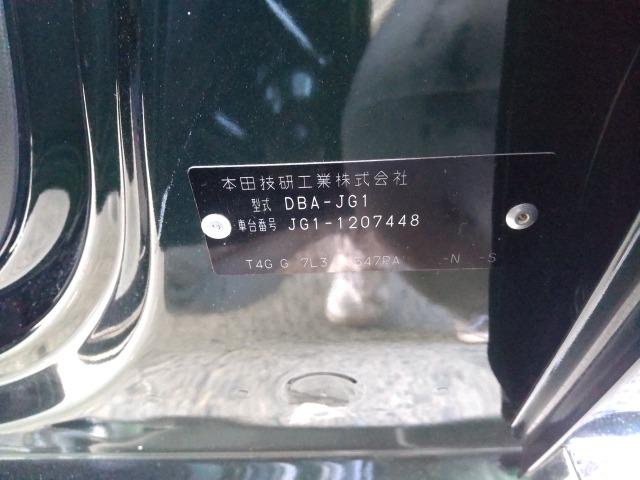 本田技研工業株式会社
型式 DBA-JG1
車台番号 JG1-1207448
T4G G 7L3 -N -S